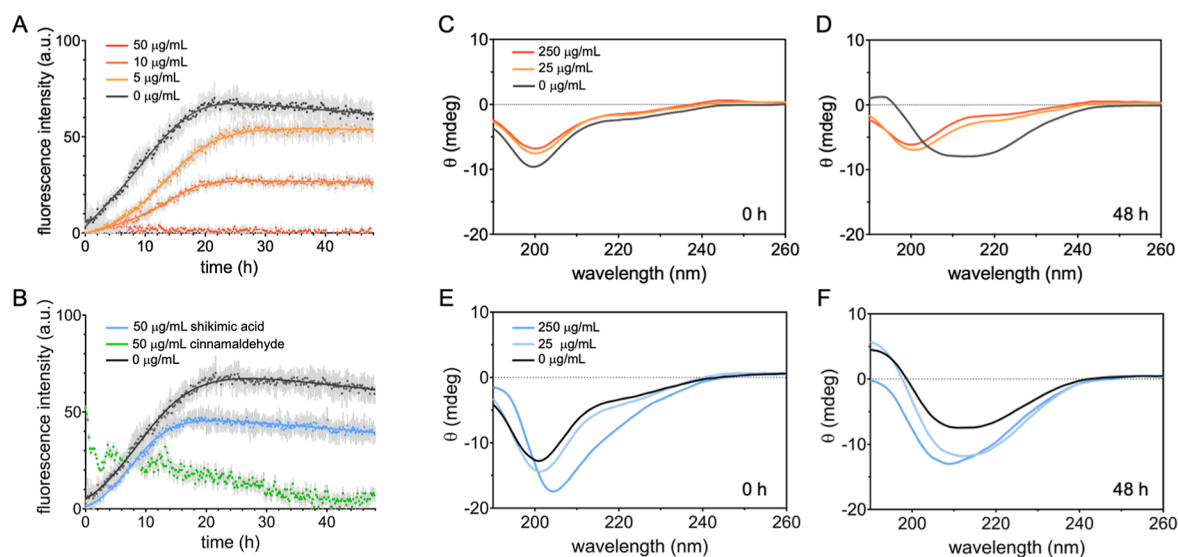 A
fluorescence intensity (a.u.)
100
50
0
50 μg/mL
10 μg/mL
5 μg/mL
0 μg/mL
0 10 20 30 40
time (h)
C
θ (mdeg)
10
0
-10
-20
250 μg/mL
25 μg/mL
0 μg/mL
0 h
200 220 240 260
wavelength (nm)
D
θ (mdeg)
10
0
-10
-20
48 h
200 220 240 260
wavelength (nm)
B
fluorescence intensity (a.u.)
100
50
0
50 μg/mL shikimic acid
50 μg/mL cinnamaldehyde
0 μg/mL
0 10 20 30 40
time (h)
E
θ (mdeg)
10
0
-10
-20
250 μg/mL
25 μg/mL
0 μg/mL
0 h
200 220 240 260
wavelength (nm)
F
θ (mdeg)
10
0
-10
-20
48 h
200 220 240 260
wavelength (nm)